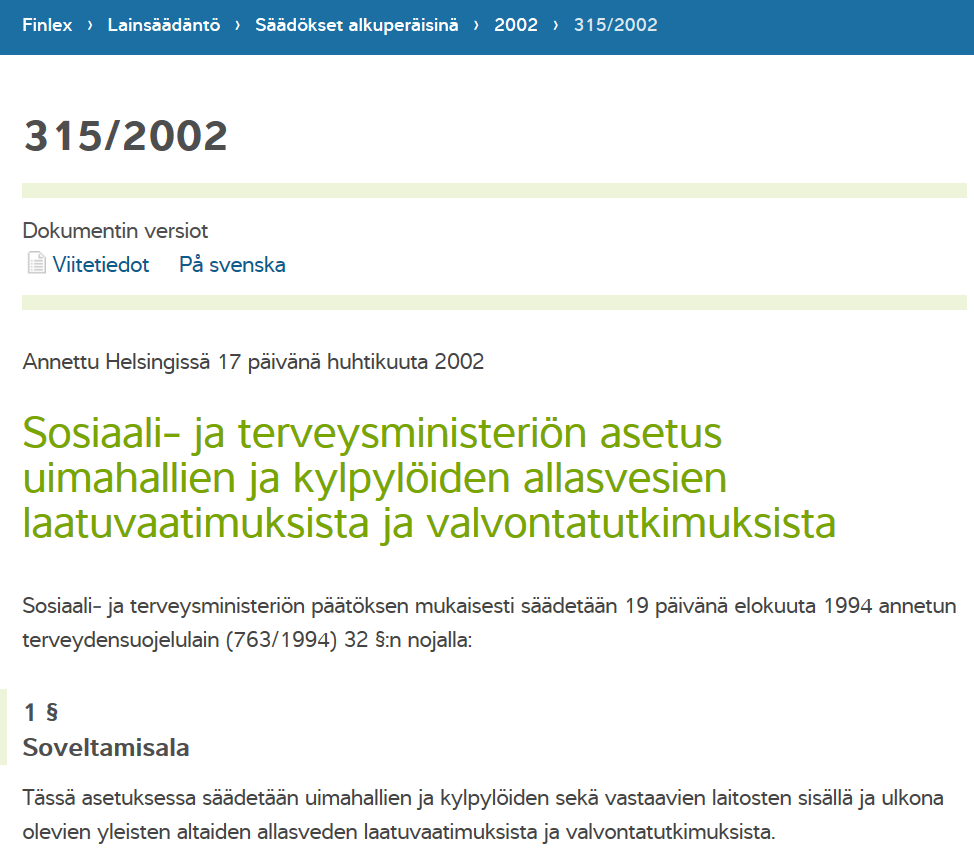 Finlex › Lainsäädäntö › Säädökset alkuperäisinä › 2002 › 315/2002
315/2002
Dokumentin versiot
Viitetiedot På svenska
Annettu Helsingissä 17 päivänä huhtikuuta 2002
Sosiaali- ja terveysministeriön asetus
uimahallien ja kylpylöiden allasvesien
laatuvaatimuksista ja valvontatutkimuksista
Sosiaali- ja terveysministeriön päätöksen mukaisesti säädetään 19 päivänä elokuuta 1994 annetun
terveydensuojelulain (763/1994) 32 §:n nojalla:
1 §
Soveltamisala
Tässä asetuksessa säädetään uimahallien ja kylpylöiden sekä vastaavien laitosten sisällä ja ulkona
olevien yleisten altaiden allasveden laatuvaatimuksista ja valvontatutkimuksista.